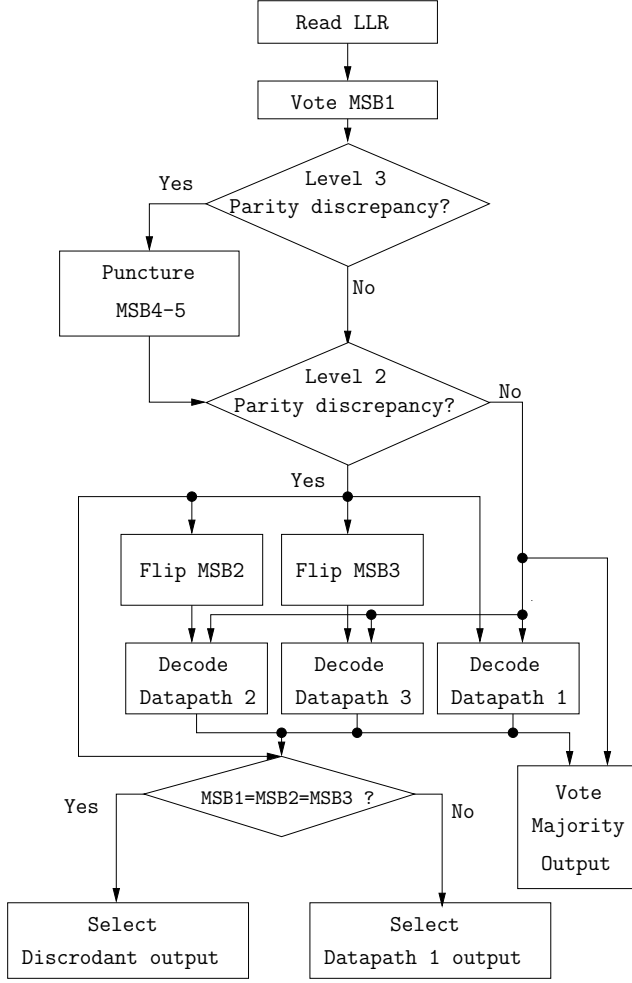 Read LLR
Vote MSB1
Level 3
Parity discrepancy?
Yes
No
Puncture
MSB4-5
Level 2
Parity discrepancy?
No
Yes
Flip MSB2
Flip MSB3
Decode
Datapath 2
Decode
Datapath 3
Decode
Datapath 1
MSB1=MSB2=MSB3 ?
Yes
No
Vote
Majority
Output
Select
Discrodant output
Select
Datapath 1 output